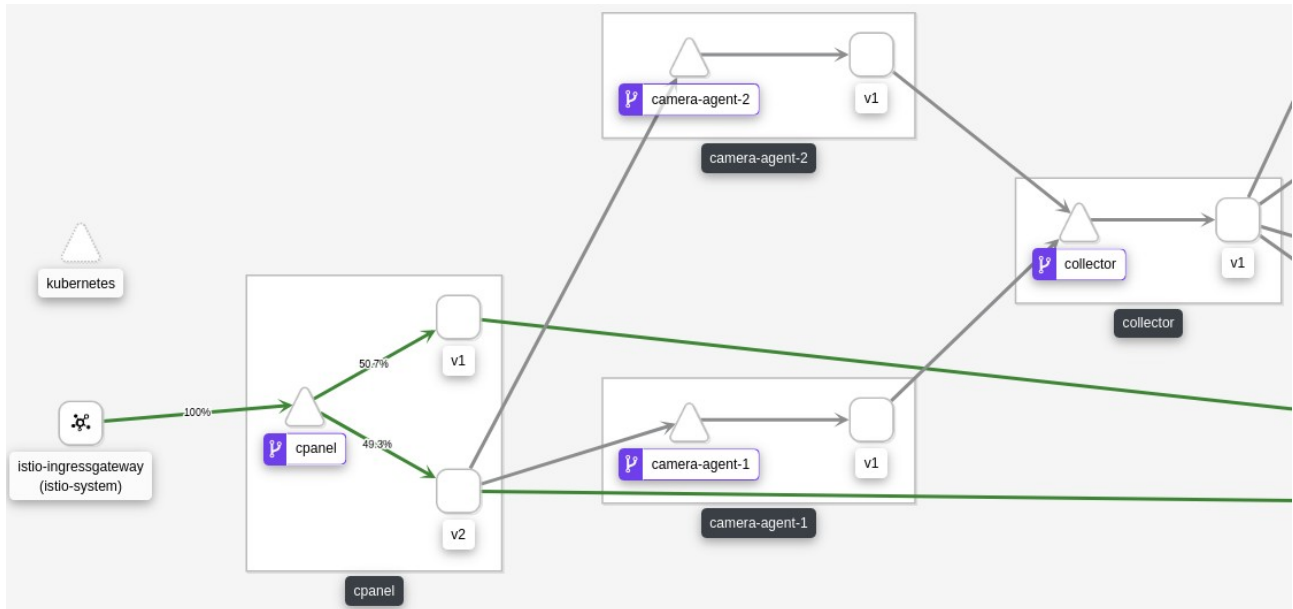 camera-agent-2
v1
camera-agent-2
collector
v1
collector
kubernetes
50.7%
v1
100%
cpanel
49.3%
istio-ingressgateway
(istio-system)
v2
cpanel
camera-agent-1
v1
camera-agent-1